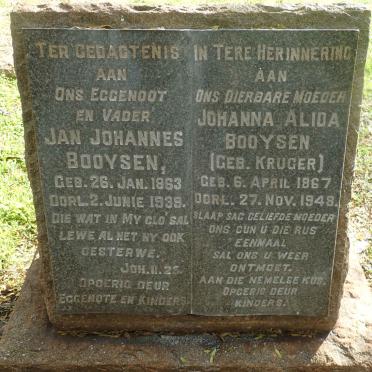 TER GEDAGTENIS
AAN
ONS EGGENOOT
EN VADER
JAN JOHANNES
BOOYSEN,
GEB. 26. JAN. 1863
OORL. 2. JUNIE 1939.
DIE WAT IN MY GLO SAL
LEWE AL HET HY OOK
GESTERWE.
JOH. 11. 25.
OPGERIG DEUR
EGGENOTE EN KINDERS
IN TERE HERINNERING
AAN
ONS DIERBARE MOEDER
JOHANNA ALIDA
BOOYSEN
(GEB. KRUGER)
GEB. 6. APRIL 1867
OORL. 27. NOV. 1948.
SLAAP SAG GELIEFDE MOEDER
ONS GUN U DIE RUS
EENMAAL
SAL ONS U WEER
ONTMOET.
AAN DIE HEMELSE KUS.
OPGERIG DEUR
KINDERS.